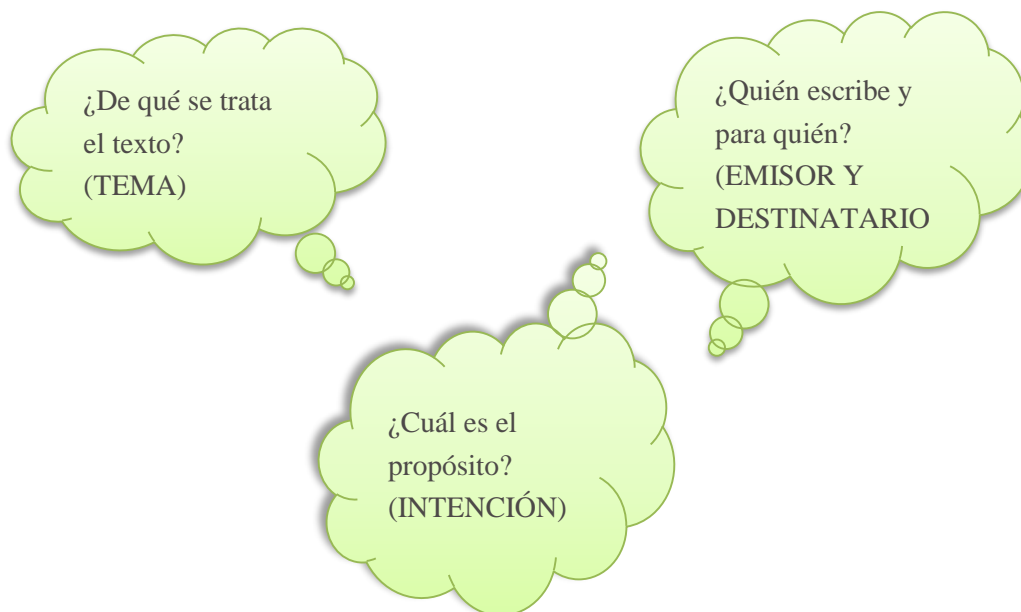 ¿De qué se trata
el texto?
(TEMA)
¿Quién escribe y
para quién?
(EMISOR Y
DESTINATARIO
¿Cuál es el
propósito?
(INTENCIÓN)